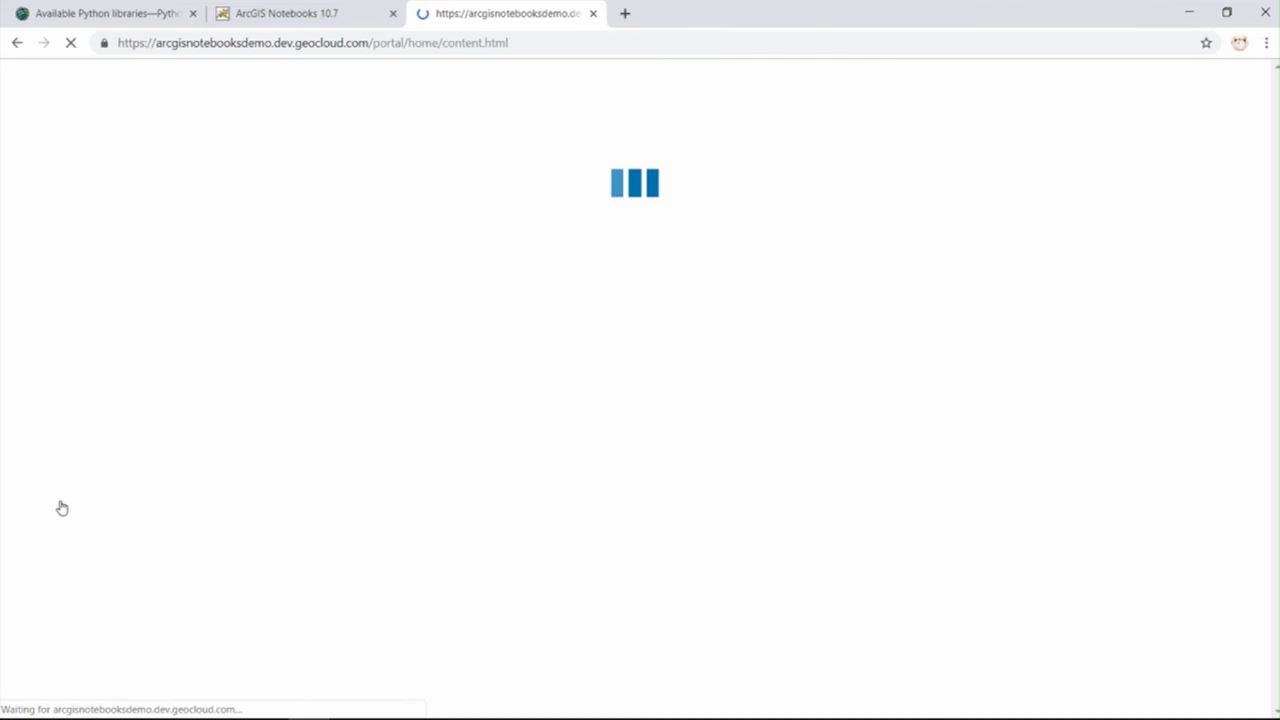 Available Python libraries—Pytho
ArcGIS Notebooks 10.7
https://arcgisnotebooksdemo.de
https://arcgisnotebooksdemo.dev.geocloud.com/portal/home/content.html
Waiting for arcgisnotebooksdemo.dev.geocloud.com...